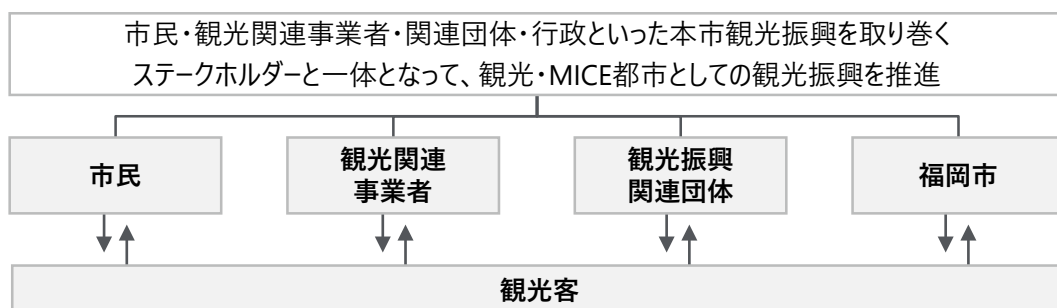 市民・観光関連事業者・関連団体・行政といった本市観光振興を取り巻く
ステークホルダーと一体となって、観光・MICE都市としての観光振興を推進
市民
観光関連
事業者
観光振興
関連団体
福岡市
観光客